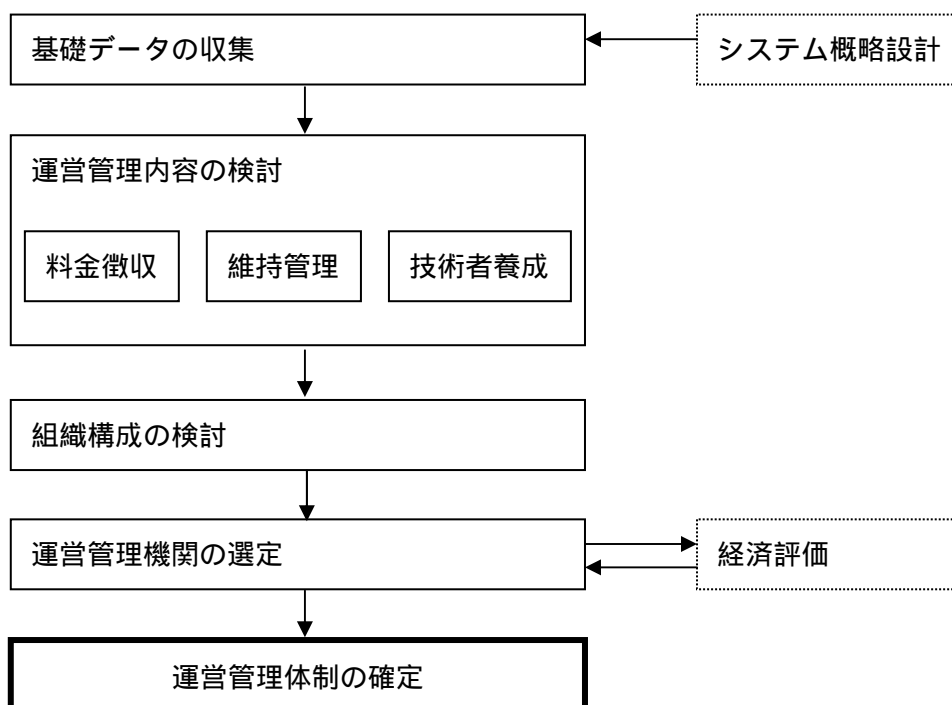 基礎データの収集
システム概略設計
運営管理内容の検討
料金徴収
維持管理
技術者養成
組織構成の検討
運営管理機関の選定
経済評価
運営管理体制の確定